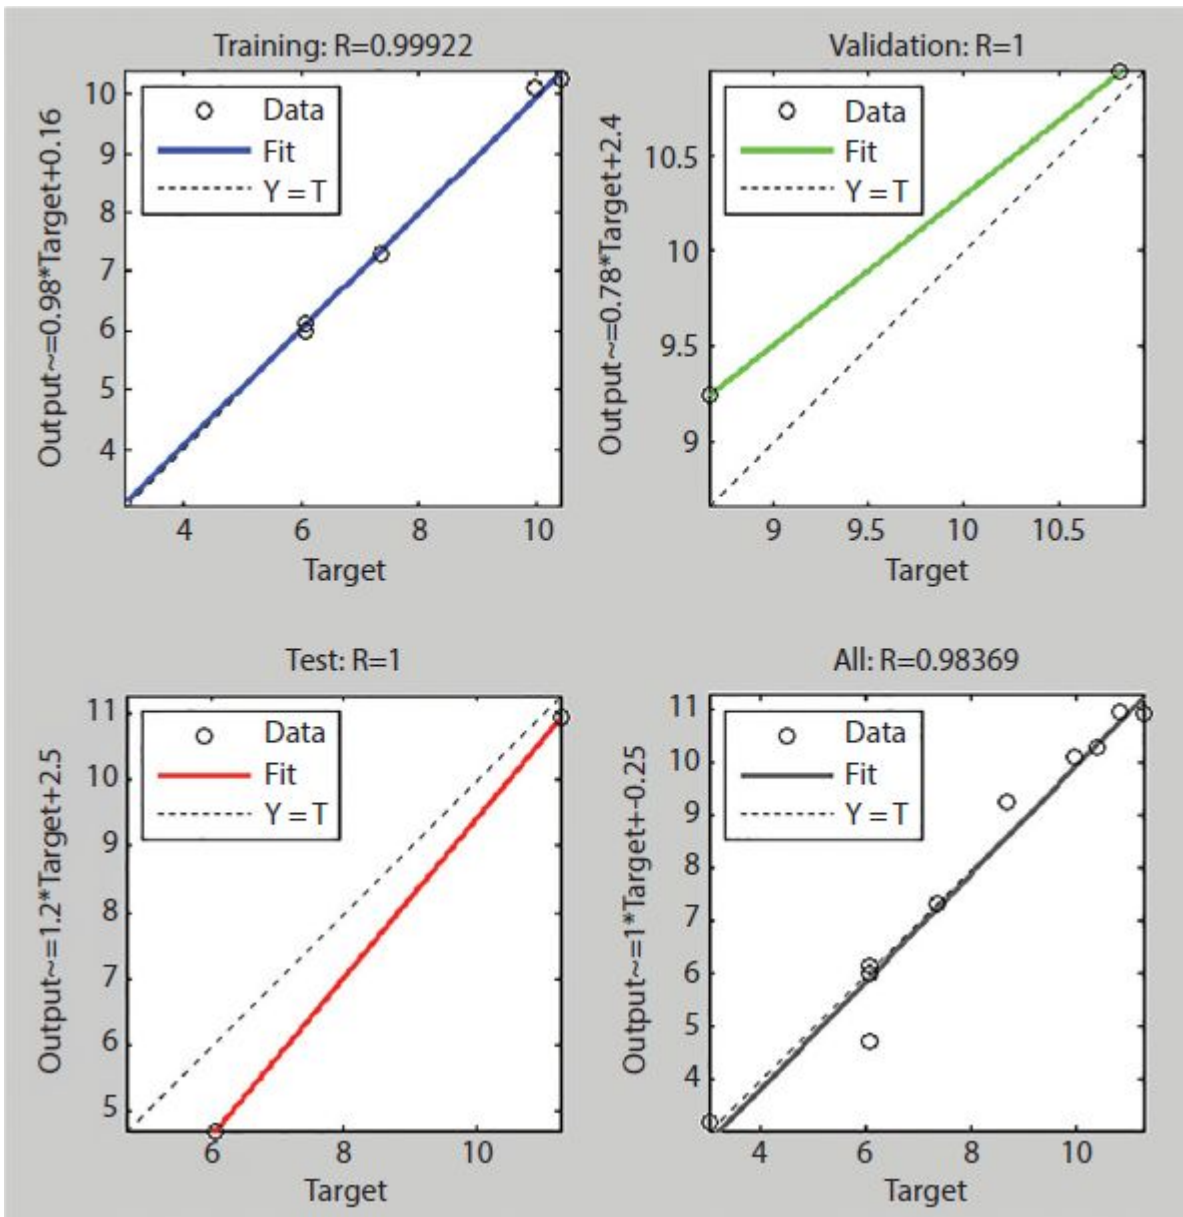 Training: R=0.99922
Output~=0.98*Target+0.16
10
9
8
7
6
5
4
Data
Fit
Y = T
4
6
8
10
Target
Validation: R=1
Output~=0.78*Target+2.4
10.5
10
9.5
9
Data
Fit
Y = T
9
9.5
10
10.5
Target
Test: R=1
Output~=1.2*Target+2.5
11
10
9
8
7
6
5
Data
Fit
Y = T
6
8
10
Target
All: R=0.98369
Output~=1*Target+-0.25
11
10
9
8
7
6
5
4
Data
Fit
Y = T
4
6
8
10
Target